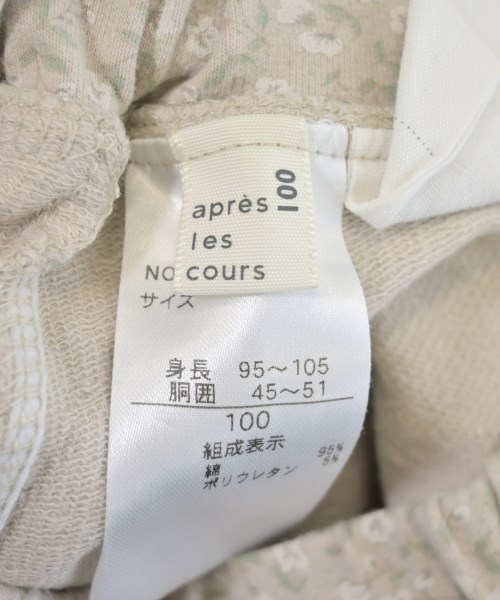 après
les
cours
100
NO
サイズ
身長 95～105
胴囲 45～51
100
組成表示
綿 95%
ポリウレタン 5%